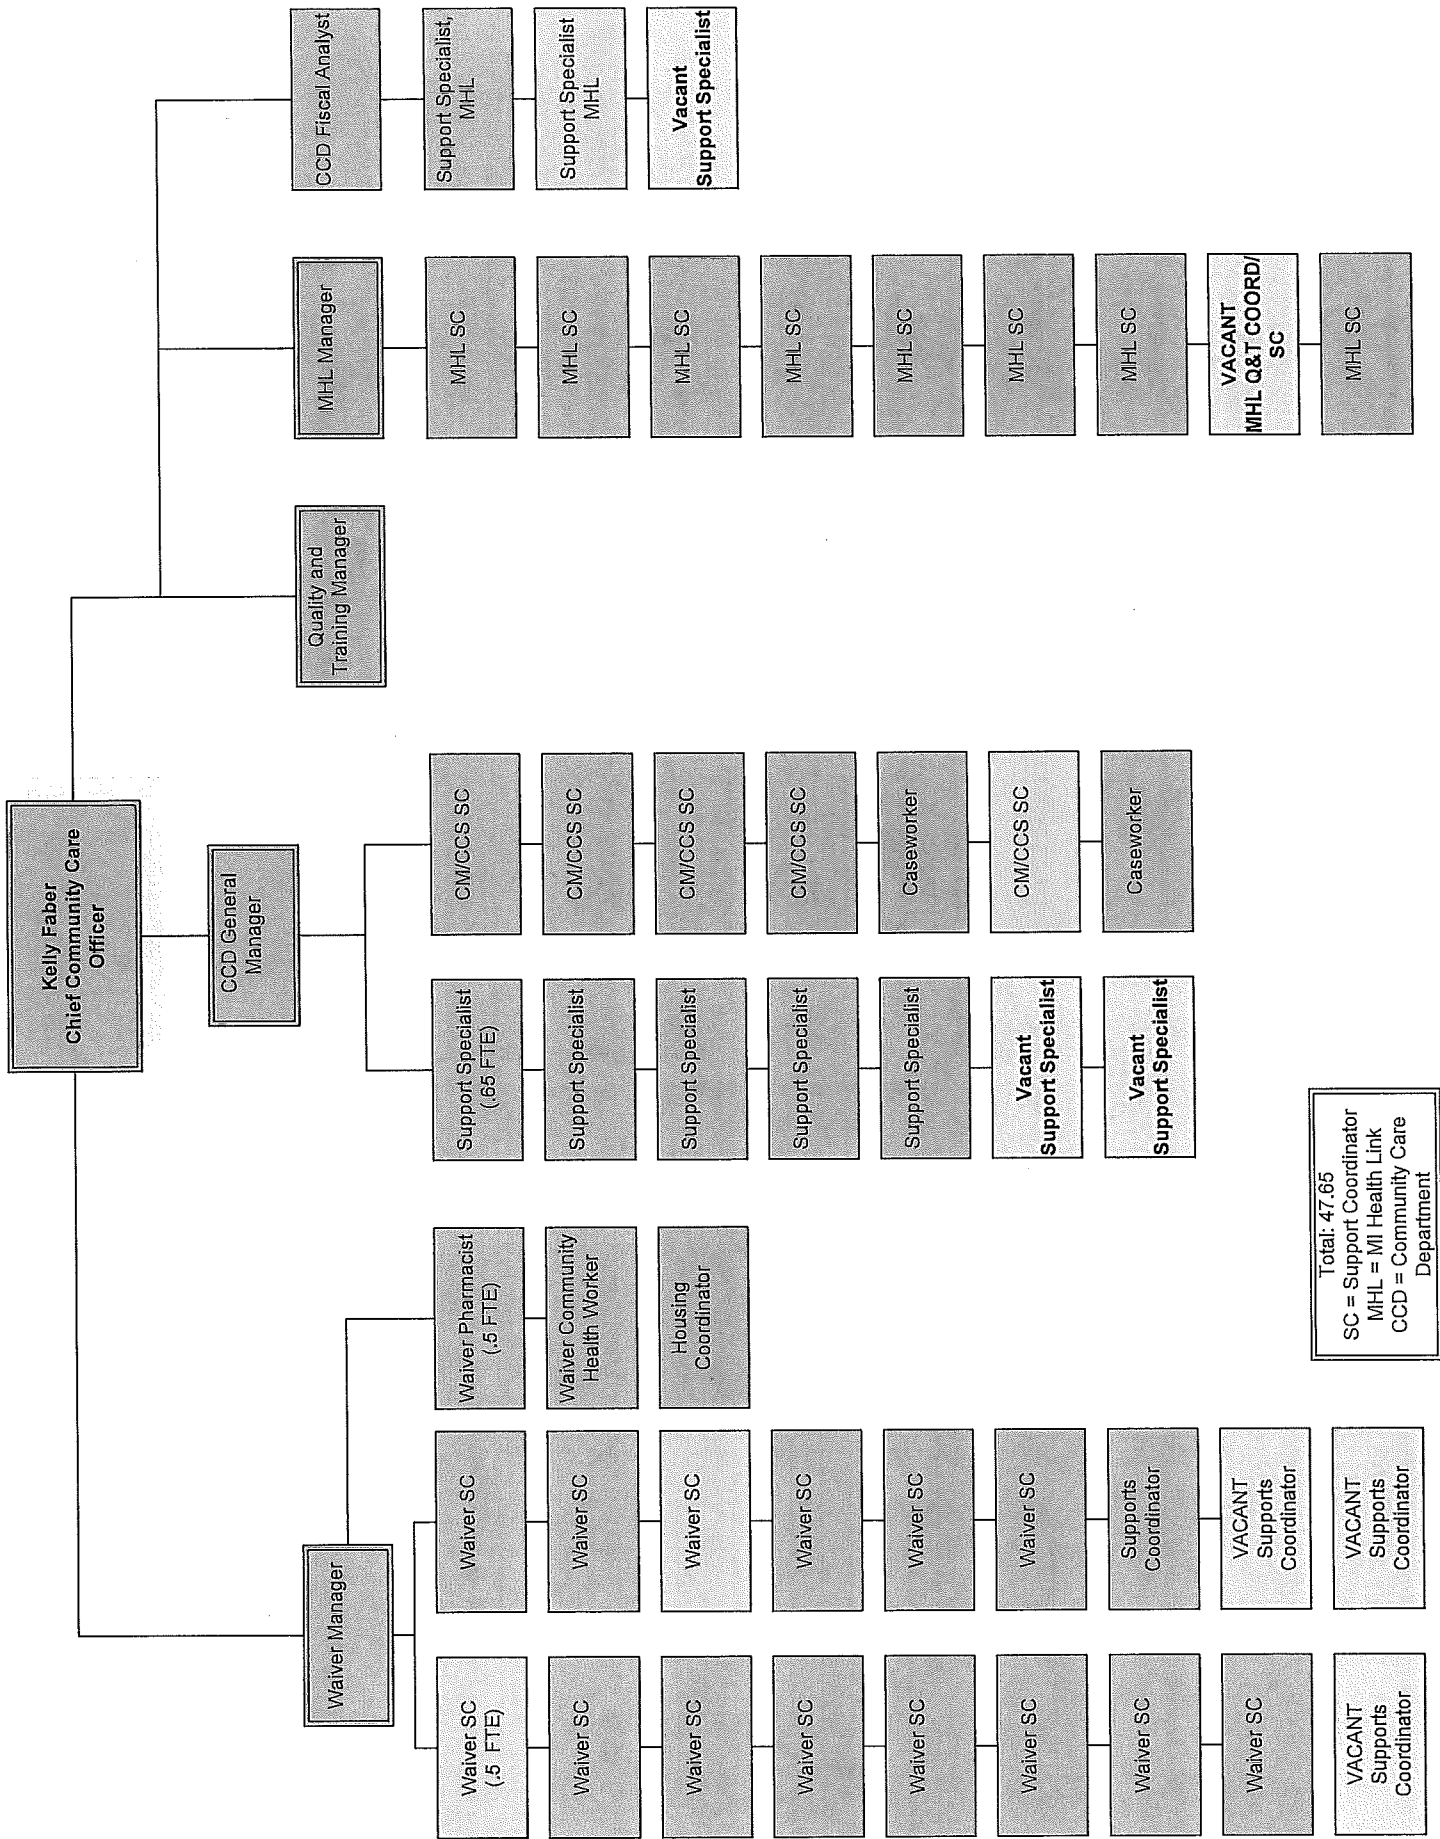 Kelly Faber
Chief Community Care
Officer
Waiver Manager
Waiver SC
(.5 FTE)
Waiver SC
Waiver SC
Waiver SC
Waiver SC
Waiver SC
Waiver SC
Waiver SC
VACANT
Supports
Coordinator
Waiver SC
Waiver SC
Waiver SC
Waiver SC
Waiver SC
Waiver SC
Supports
Coordinator
VACANT
Supports
Coordinator
VACANT
Supports
Coordinator
Waiver Pharmacist
(.5 FTE)
Waiver Community
Health Worker
Housing
Coordinator
CCD General
Manager
Support Specialist
(.65 FTE)
Support Specialist
Support Specialist
Support Specialist
Support Specialist
Vacant
Support Specialist
Vacant
Support Specialist
CM/CCS SC
CM/CCS SC
CM/CCS SC
CM/CCS SC
Caseworker
CM/CCS SC
Caseworker
Quality and
Training Manager
MHL Manager
MHL SC
MHL SC
MHL SC
MHL SC
MHL SC
MHL SC
MHL SC
VACANT
MHL Q&T COORD/
SC
MHL SC
CCD Fiscal Analyst
Support Specialist,
MHL
Support Specialist
MHL
Vacant
Support Specialist
Total: 47.65
SC = Support Coordinator
MHL = MI Health Link
CCD = Community Care
Department